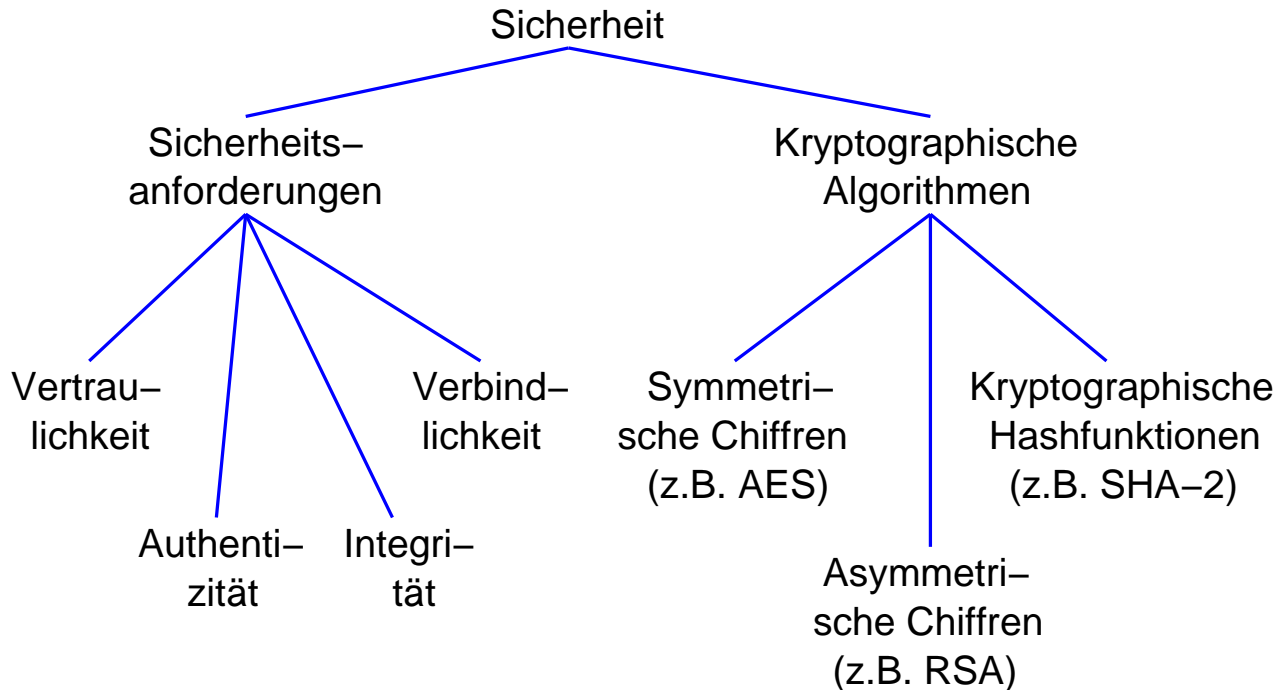 Sicherheit
Sicherheits−
anforderungen
Kryptographische
Algorithmen
Vertrau−
lichkeit
Authenti−
zität
Integri−
tät
Verbind−
lichkeit
Symmetri−
sche Chiffren
(z.B. AES)
Asymmetri−
sche Chiffren
(z.B. RSA)
Kryptographische
Hashfunktionen
(z.B. SHA−2)